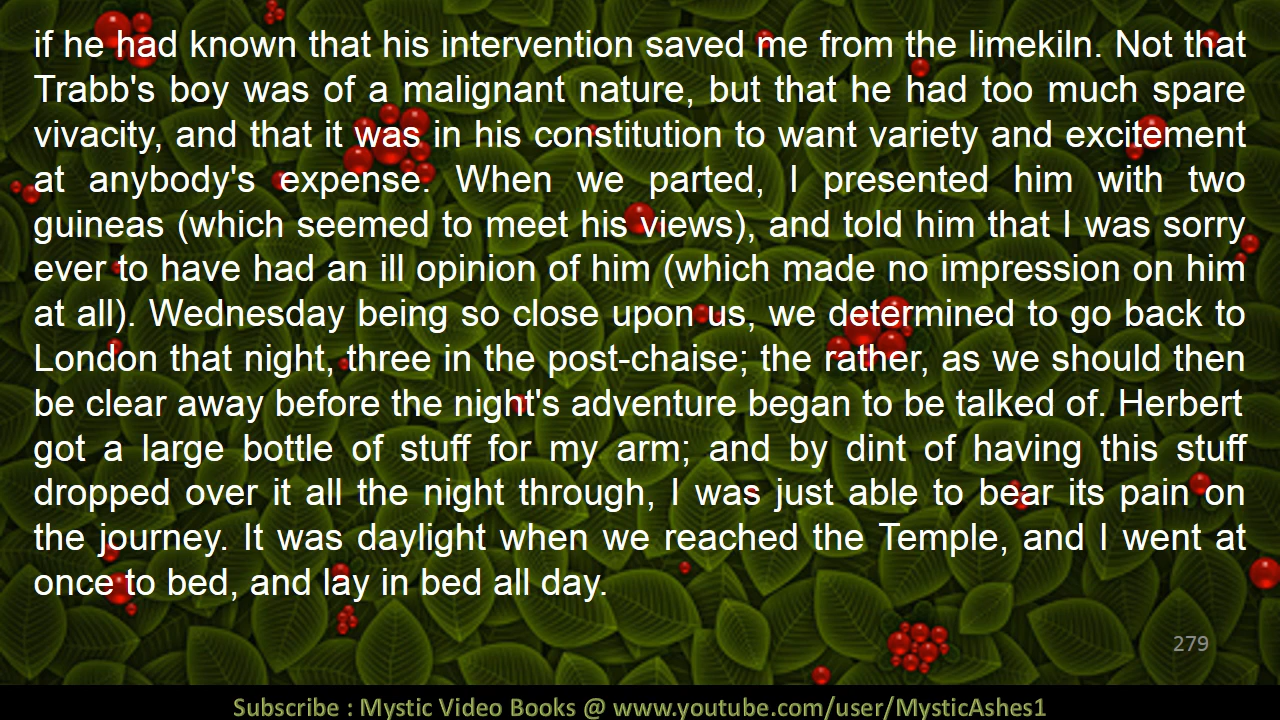 if he had known that his intervention saved me from the limekiln. Not that
Trabb's boy was of a malignant nature, but that he had too much spare
vivacity, and that it was in his constitution to want variety and excitement
at anybody's expense. When we parted, I presented him with two
guineas (which seemed to meet his views), and told him that I was sorry
ever to have had an ill opinion of him (which made no impression on him
at all). Wednesday being so close upon us, we determined to go back to
London that night, three in the post-chaise; the rather, as we should then
be clear away before the night's adventure began to be talked of. Herbert
got a large bottle of stuff for my arm; and by dint of having this stuff
dropped over it all the night through, I was just able to bear its pain on
the journey. It was daylight when we reached the Temple, and I went at
once to bed, and lay in bed all day.
279
Subscribe : Mystic Video Books @ www.youtube.com/user/MysticAshes1